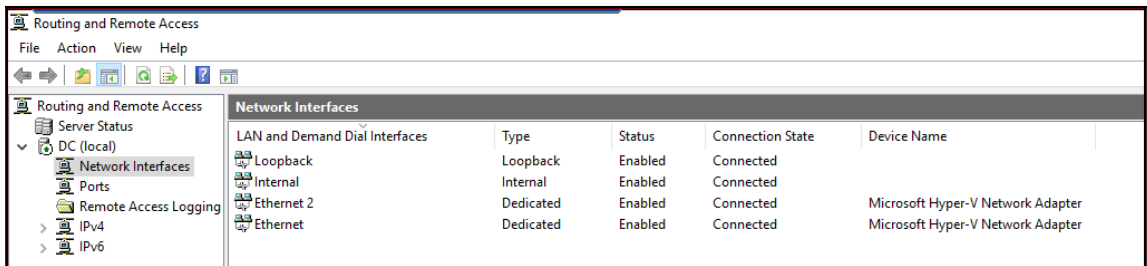 Routing and Remote Access
File Action View Help
Routing and Remote Access
Server Status
DC (local)
Network Interfaces
Ports
Remote Access Logging
IPv4
IPv6
Network Interfaces
LAN and Demand Dial Interfaces Type Status Connection State Device Name
Loopback Loopback Enabled Connected
Internal Internal Enabled Connected
Ethernet 2 Dedicated Enabled Connected Microsoft Hyper-V Network Adapter
Ethernet Dedicated Enabled Connected Microsoft Hyper-V Network Adapter